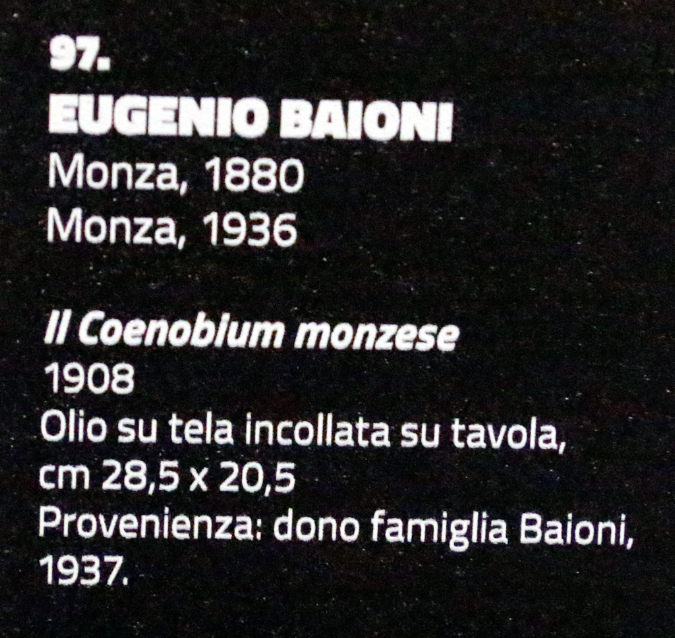 97.
EUGENIO BAIONI
Monza, 1880
Monza, 1936
Il Coenobium monzese
1908
Olio su tela incollata su tavola,
cm 28,5 x 20,5
Provenienza: dono famiglia Baioni,
1937.